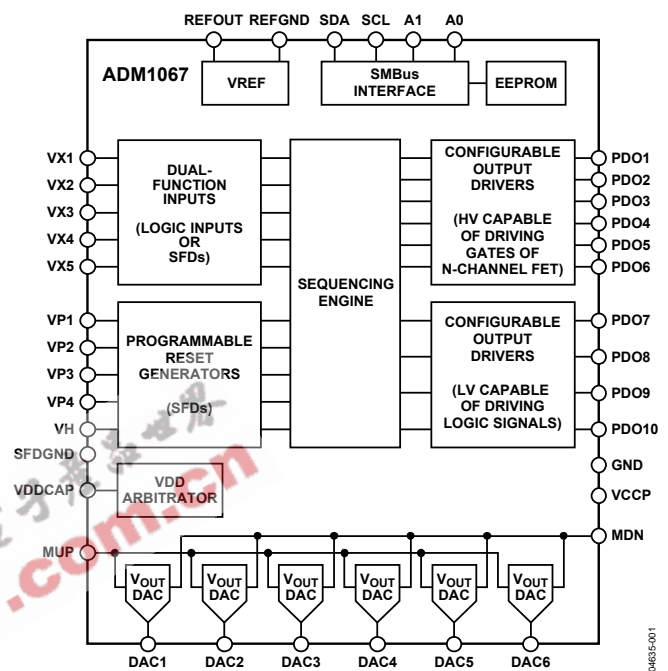 REFOUT REFGND SDA SCL A1 A0
ADM1067
VREF
SMBus
INTERFACE
EEPROM
VX1
VX2
VX3
VX4
VX5
DUAL-
FUNCTION
INPUTS
(LOGIC INPUTS
OR
SFDs)
SEQUENCING
ENGINE
CONFIGURABLE
OUTPUT
DRIVERS
(HV CAPABLE
OF DRIVING
GATES OF
N-CHANNEL FET)
PDO1
PDO2
PDO3
PDO4
PDO5
PDO6
VP1
VP2
VP3
VP4
VH
PROGRAMMABLE
RESET
GENERATORS
(SFDs)
CONFIGURABLE
OUTPUT
DRIVERS
(LV CAPABLE
OF DRIVING
LOGIC SIGNALS)
PDO7
PDO8
PDO9
PDO10
SFDGND
GND
VDDCAP
VDD
ARBITRATOR
VCCP
MUP
MDN
VOUT
DAC
VOUT
DAC
VOUT
DAC
VOUT
DAC
VOUT
DAC
VOUT
DAC
DAC1 DAC2 DAC3 DAC4 DAC5 DAC6
04635-001
.com.cn